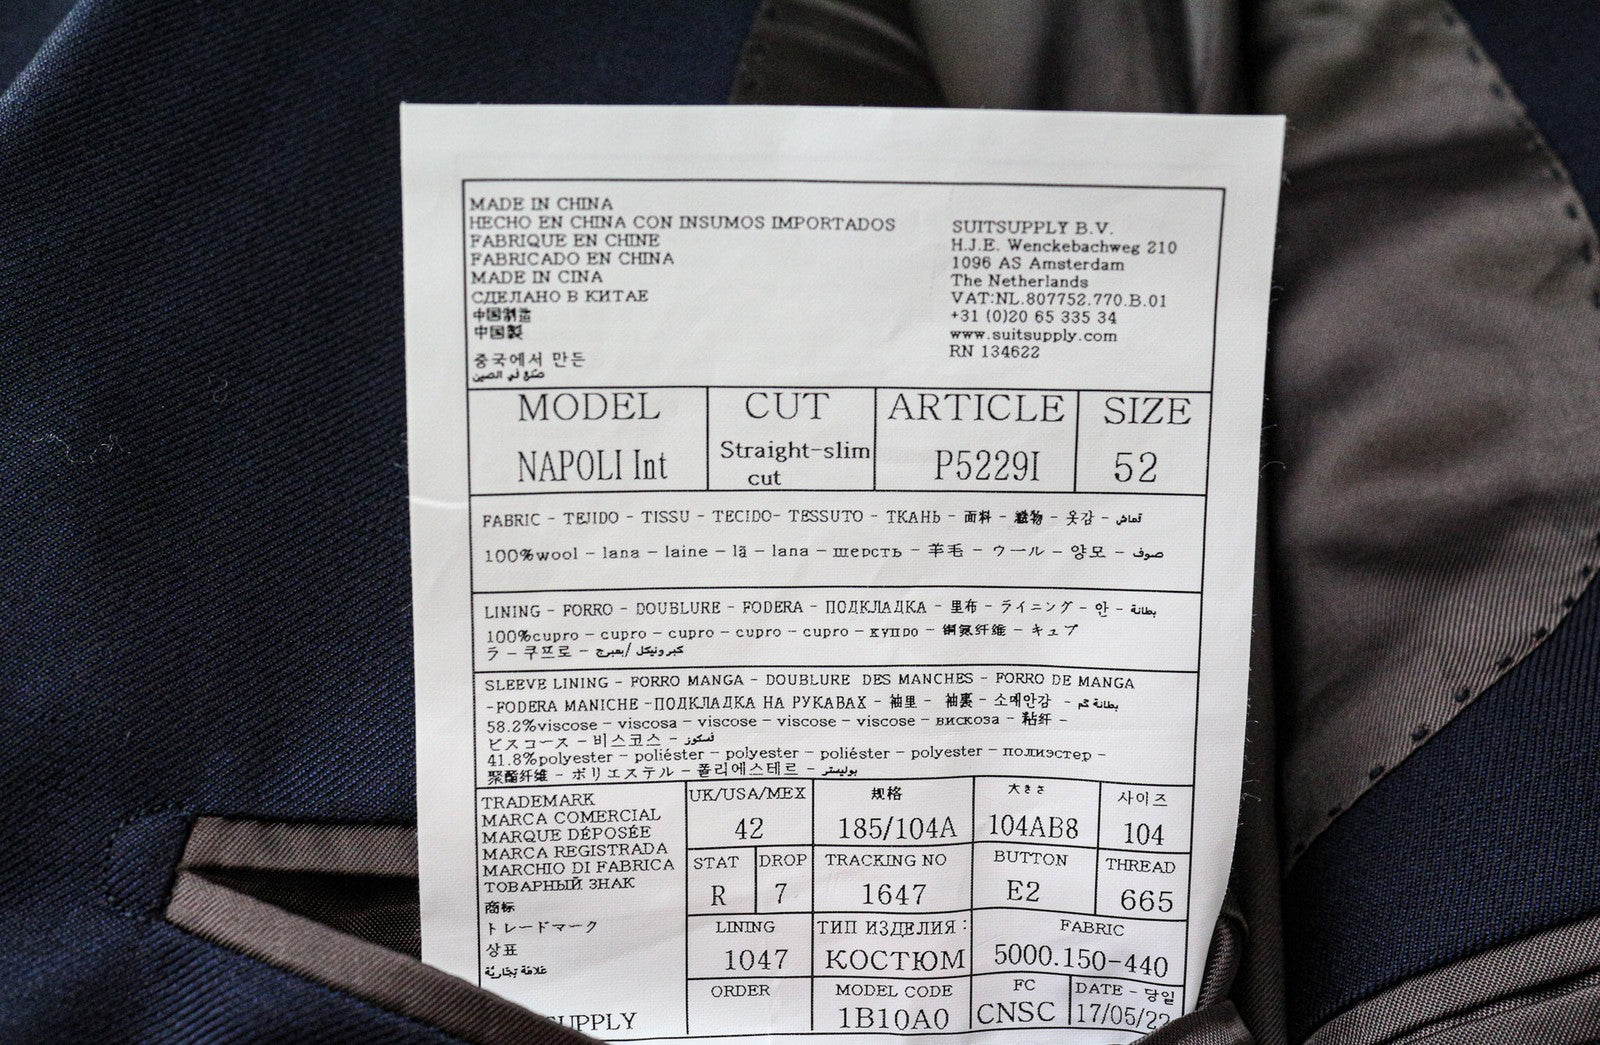 MADE IN CHINA
HECHO EN CHINA CON INSUMOS IMPORTADOS
FABRIQUE EN CHINE
FABRICADO EN CHINA
MADE IN CINA
СДЕЛАНО В КИТАЕ
中国制造
中国製
중국에서 만든
صنع في الصين
SUITSUPPLY B.V.
H.J.E. Wenckebachweg 210
1096 AS Amsterdam
The Netherlands
VAT:NL.807752.770.B.01
+31 (0)20 65 335 34
www.suitsupply.com
RN 134622
MODEL
NAPOLI Int
CUT
Straight-slim
cut
ARTICLE
P5229I
SIZE
52
FABRIC - TEJIDO - TISSU - TECIDO- TESSUTO - ТКАНЬ - 面料 - 織物 - 옷감 - قماش
100%wool - lana - laine - lã - lana - шерсть - 羊毛 - ウール - 양모 - صوف
LINING - FORRO - DOUBLURE - FODERA - ПОДКЛАДКА - 里布 - ライニング - 안 - بطانة
100%cupro - cupro - cupro - cupro - cupro - купро - 铜氨纤维 - キュプ
ラ - 쿠프로 -
SLEEVE LINING - FORRO MANGA - DOUBLURE DES MANCHES - FORRO DE MANGA
-FODERA MANICHE -ПОДКЛАДКА НА РУКАВАХ - 袖里 - 袖裏 - 소매안감 - بطانة كم
58.2%viscose - viscosa - viscose - viscose - viscose - вискоза - 粘纤 -
ビスコース - 비스코스 - فسكوز
41.8%polyester - poliéster - polyester - poliéster - polyester - полиэстер -
聚酯纤维 - ポリエステル - 폴리에스테르 - بوليستر
TRADEMARK
MARCA COMERCIAL
MARQUE DÉPOSÉE
MARCA REGISTRADA
MARCHIO DI FABRICA
ТОВАРНЫЙ ЗНАК
商标
トレードマーク
상표
علامة تجارية
UPPLY
UK/USA/MEX
42
规格
185/104A
大きさ
104AB8
사이즈
104
STAT
R
DROP
7
TRACKING NO
1647
BUTTON
E2
THREAD
665
LINING
1047
ТИП ИЗДЕЛИЯ:
КОСТЮМ
FABRIC
5000.150-440
ORDER
MODEL CODE
1B10A0
FC
CNSC
DATE - 당일
17/05/22